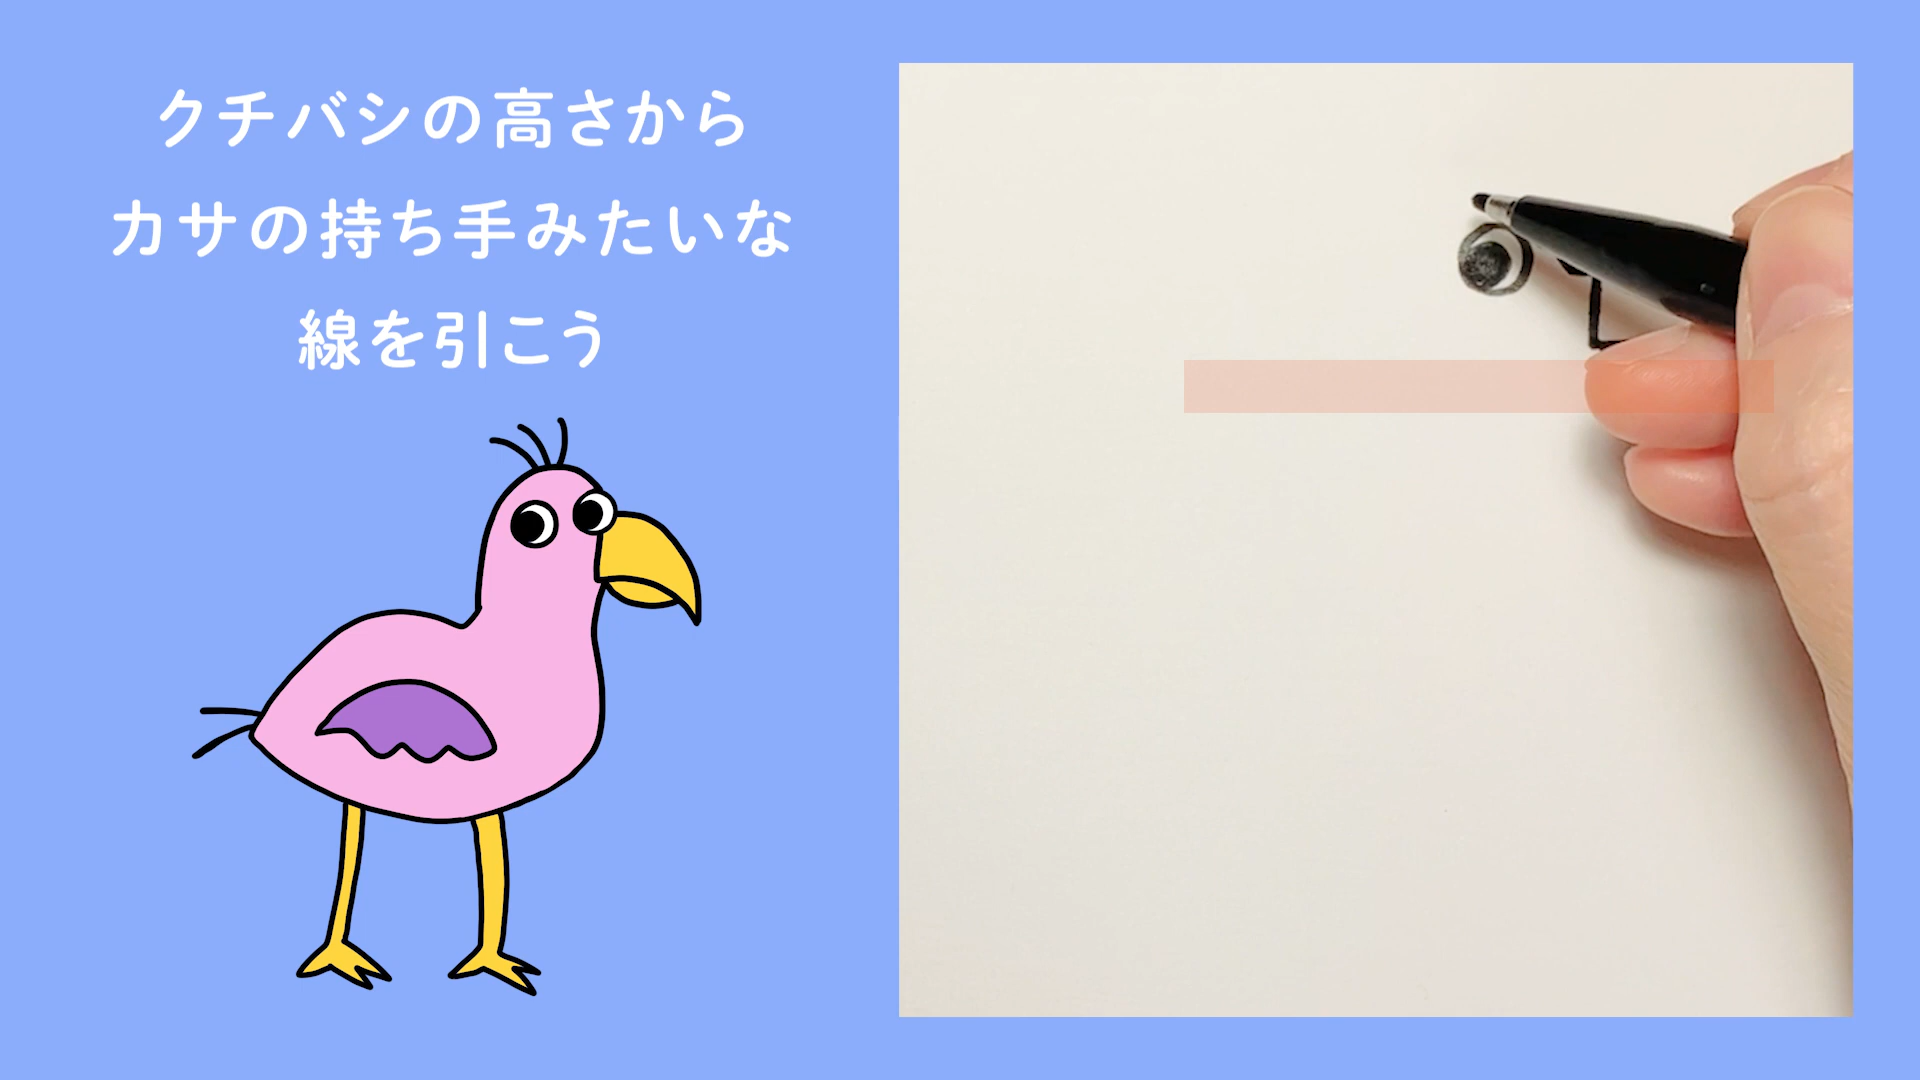 クチバシの高さから
カサの持ち手みたいな
線を引こう